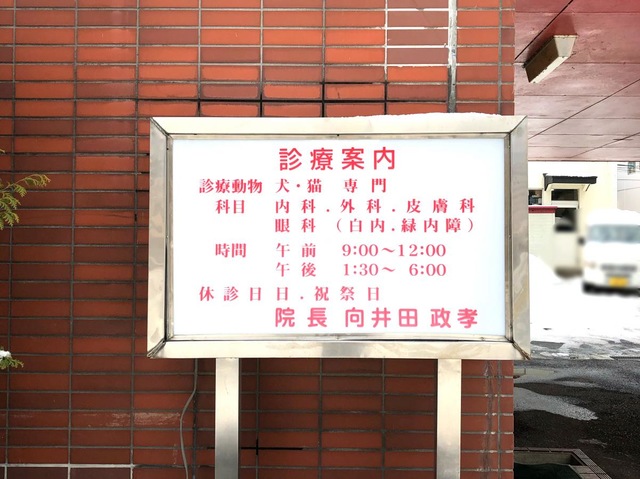 診療案内
診療動物 犬・猫 専門
科目 内科.外科.皮膚科
眼科(白内.緑内障)
時間 午前 9:00〜12:00
午後 1:30〜6:00
休診日 日.祝祭日
院長 向井田政孝